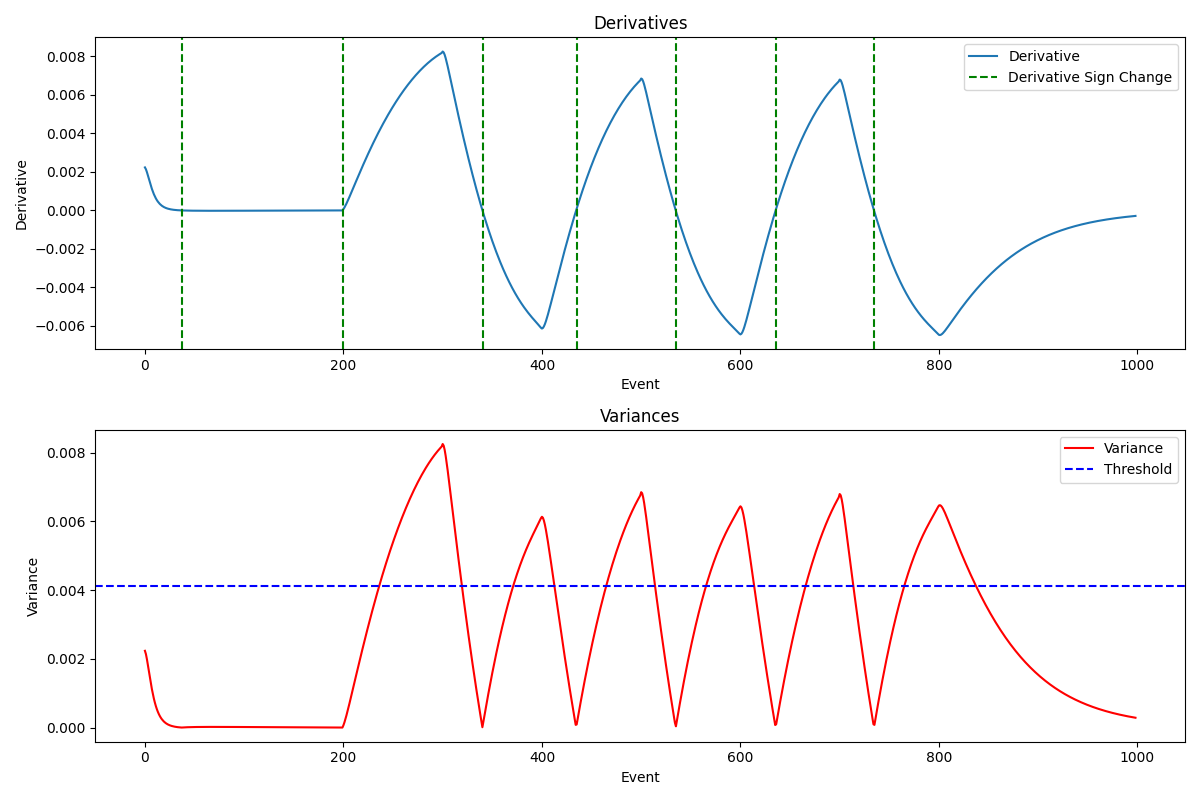 Derivatives
0.008
0.006
0.004
0.002
0.000
−0.002
−0.004
−0.006
Derivative
Derivative
Derivative Sign Change
0 200 400 600 800 1000
Event
Variances
0.008
0.006
0.004
0.002
0.000
Variance
Variance
Threshold
0 200 400 600 800 1000
Event